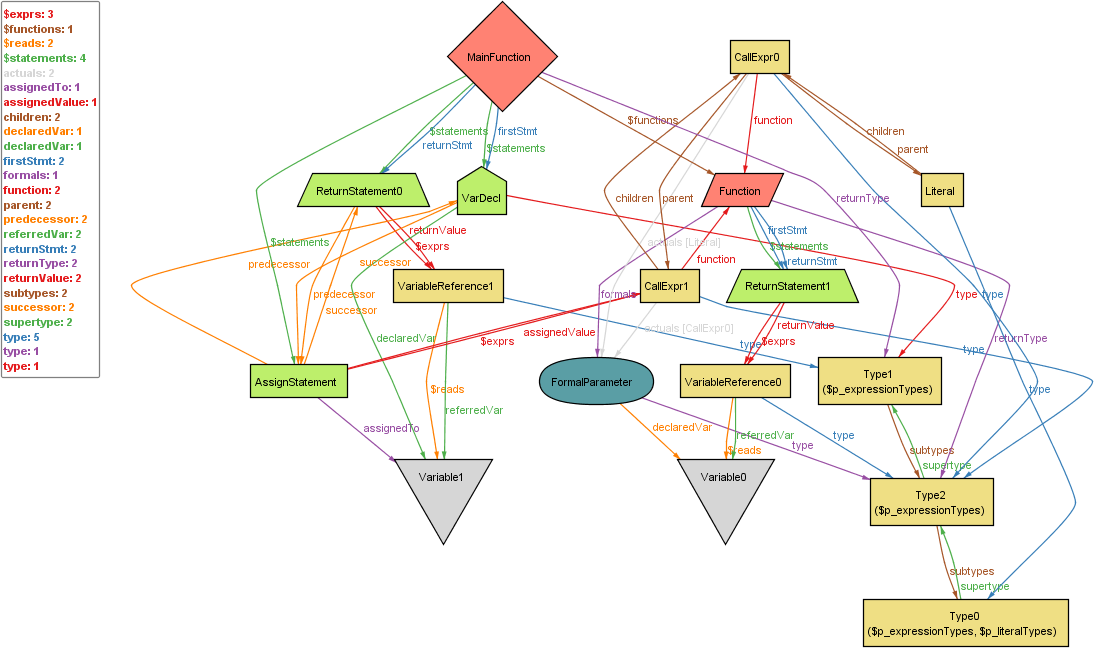 $exprs: 3
$functions: 1
$reads: 2
$statements: 4
actuals: 2
assignedTo: 1
assignedValue: 1
children: 2
declaredVar: 1
declaredVar: 1
firstStmt: 2
formals: 1
function: 2
parent: 2
predecessor: 2
referredVar: 2
returnStmt: 2
returnType: 2
returnValue: 2
subtypes: 2
successor: 2
supertype: 2
type: 5
type: 1
type: 1
MainFunction
CallExpr0
$functions
function
$statements
firstStmt
returnStmt
$statements
children
parent
ReturnStatement0
VarDecl
Function
Literal
children
parent
returnType
returnValue
$exprs
firstStmt
$statements
returnStmt
$statements
actuals [Literal]
predecessor
successor
function
VariableReference1
CallExpr1
ReturnStatement1
formals
type
type
predecessor
successor
assignedValue
$exprs
actuals [CallExpr0]
returnValue
$exprs
declaredVar
type
type
returnType
AssignStatement
FormalParameter
VariableReference0
Type1
($p_expressionTypes)
$reads
referredVar
type
assignedTo
declaredVar
referredVar
$reads
type
type
subtypes
supertype
Variable1
Variable0
Type2
($p_expressionTypes)
subtypes
supertype
Type0
($p_expressionTypes, $p_literalTypes)